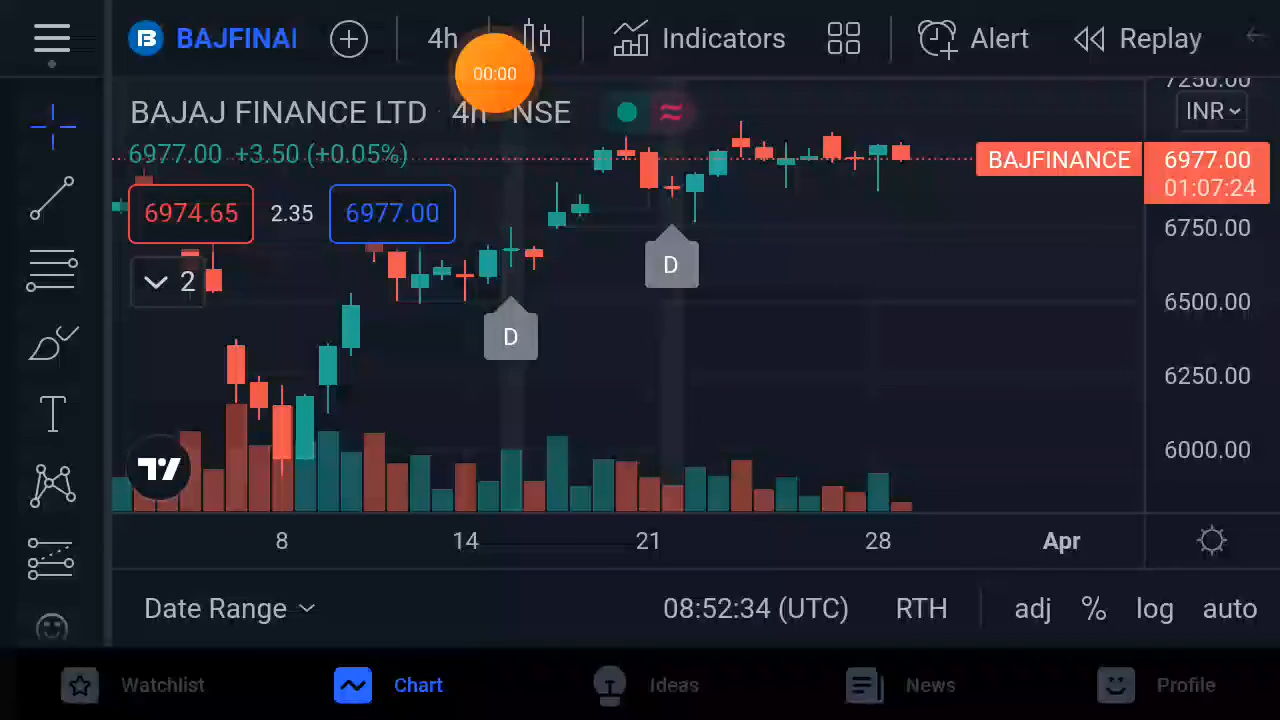 BAJFINAI 4h Indicators Alert Replay
00:00
BAJAJ FINANCE LTD · 4h NSE
6977.00 +3.50 (+0.05%)
6974.65 2.35 6977.00
2
D
D
7250.00
INR
BAJFINANCE 6977.00
01:07:24
6750.00
6500.00
6250.00
6000.00
8 14 21 28 Apr
Date Range 08:52:34 (UTC) RTH adj % log auto
Watchlist Chart Ideas News Profile